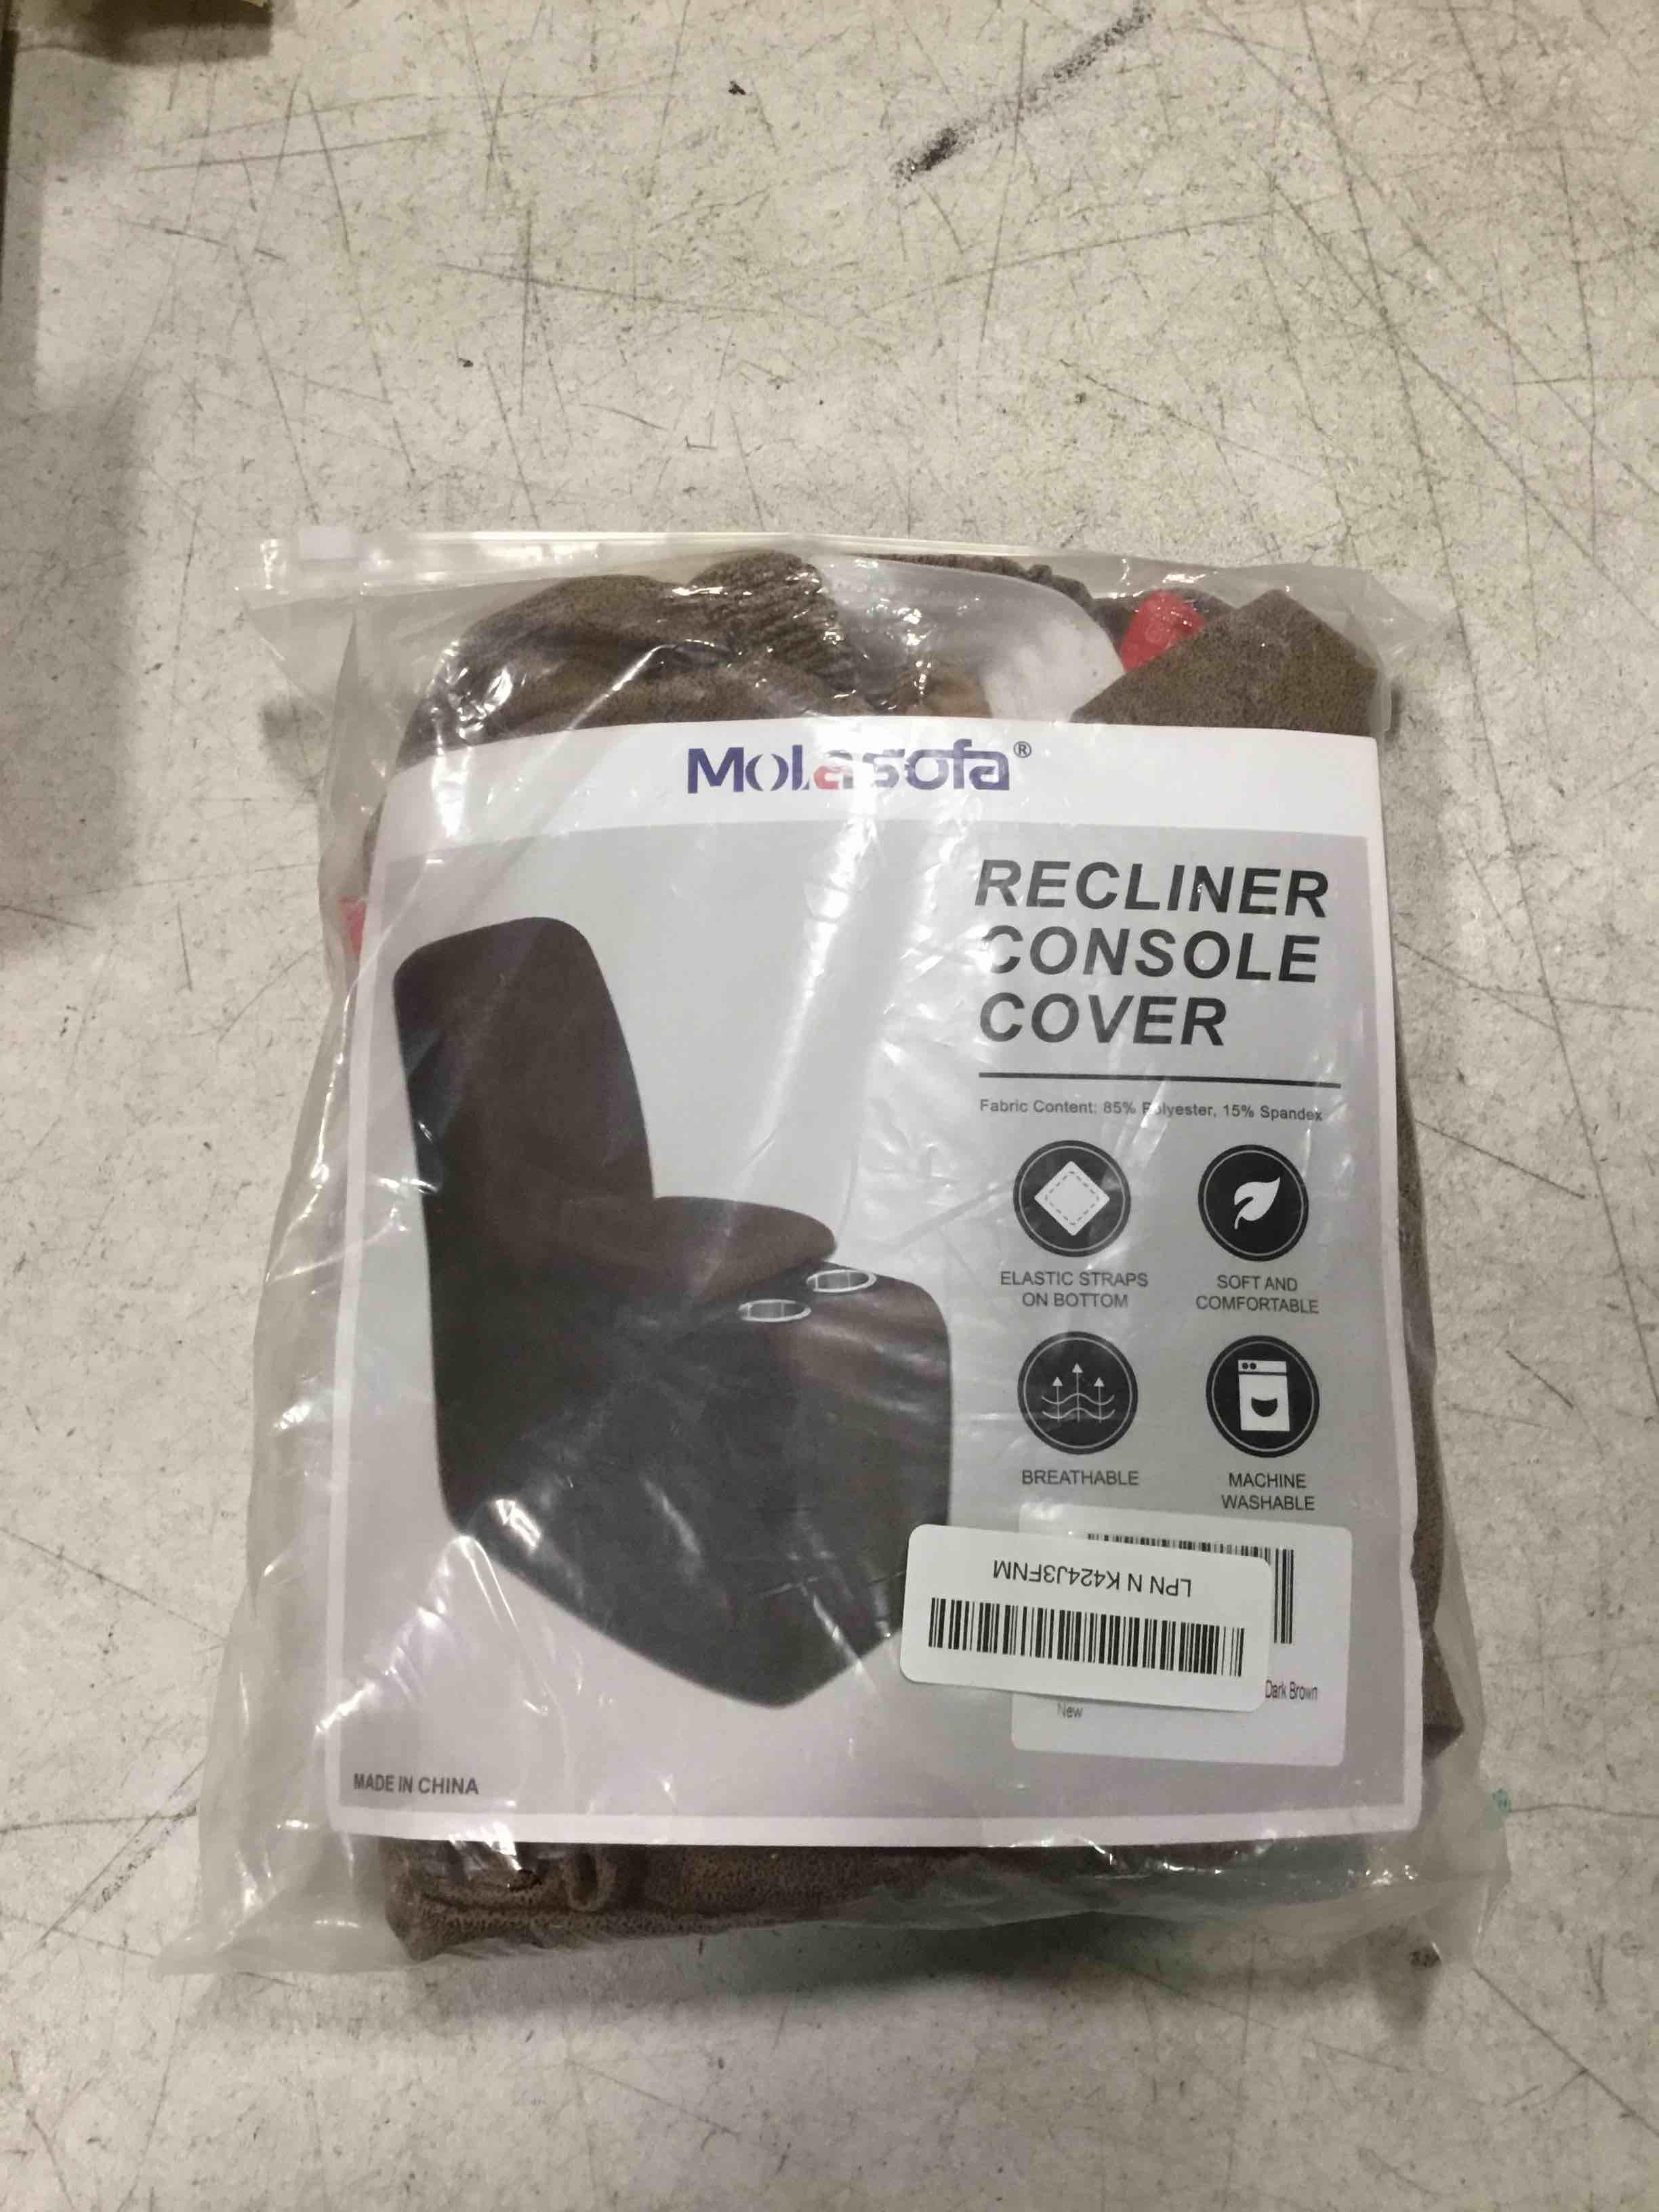 Molasofa®
RECLINER
CONSOLE
COVER
Fabric Content: 85% Polyester, 15% Spandex
ELASTIC STRAPS
ON BOTTOM
SOFT AND
COMFORTABLE
BREATHABLE
MACHINE
WASHABLE
LPN N K424J3FNM
Dark Brown
New
MADE IN CHINA